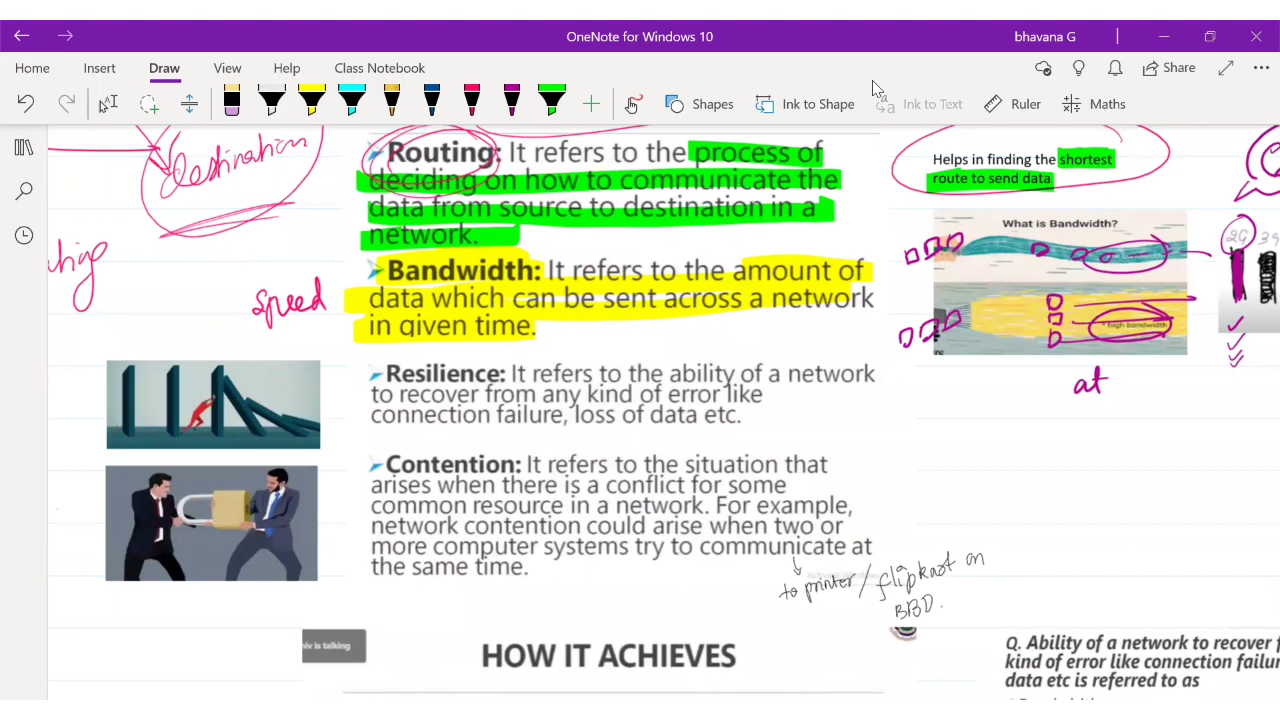 OneNote for Windows 10
bhavana G
Home Insert Draw View Help Class Notebook
Share
Shapes Ink to Shape Ink to Text Ruler Maths
Destination
Routing: It refers to the process of
deciding on how to communicate the
data from source to destination in a
network.
Bandwidth: It refers to the amount of
data which can be sent across a network
in given time.
speed
Resilience: It refers to the ability of a network
to recover from any kind of error like
connection failure, loss of data etc.
Contention: It refers to the situation that
arises when there is a conflict for some
common resource in a network. For example,
network contention could arise when two or
more computer systems try to communicate at
the same time.
to printer/flipkart on
BBD.
Helps in finding the shortest
route to send data
What is Bandwidth?
high bandwidth
2G 3G
at
niv is talking
HOW IT ACHIEVES
Q. Ability of a network to recover f
kind of error like connection failur
data etc is referred to as